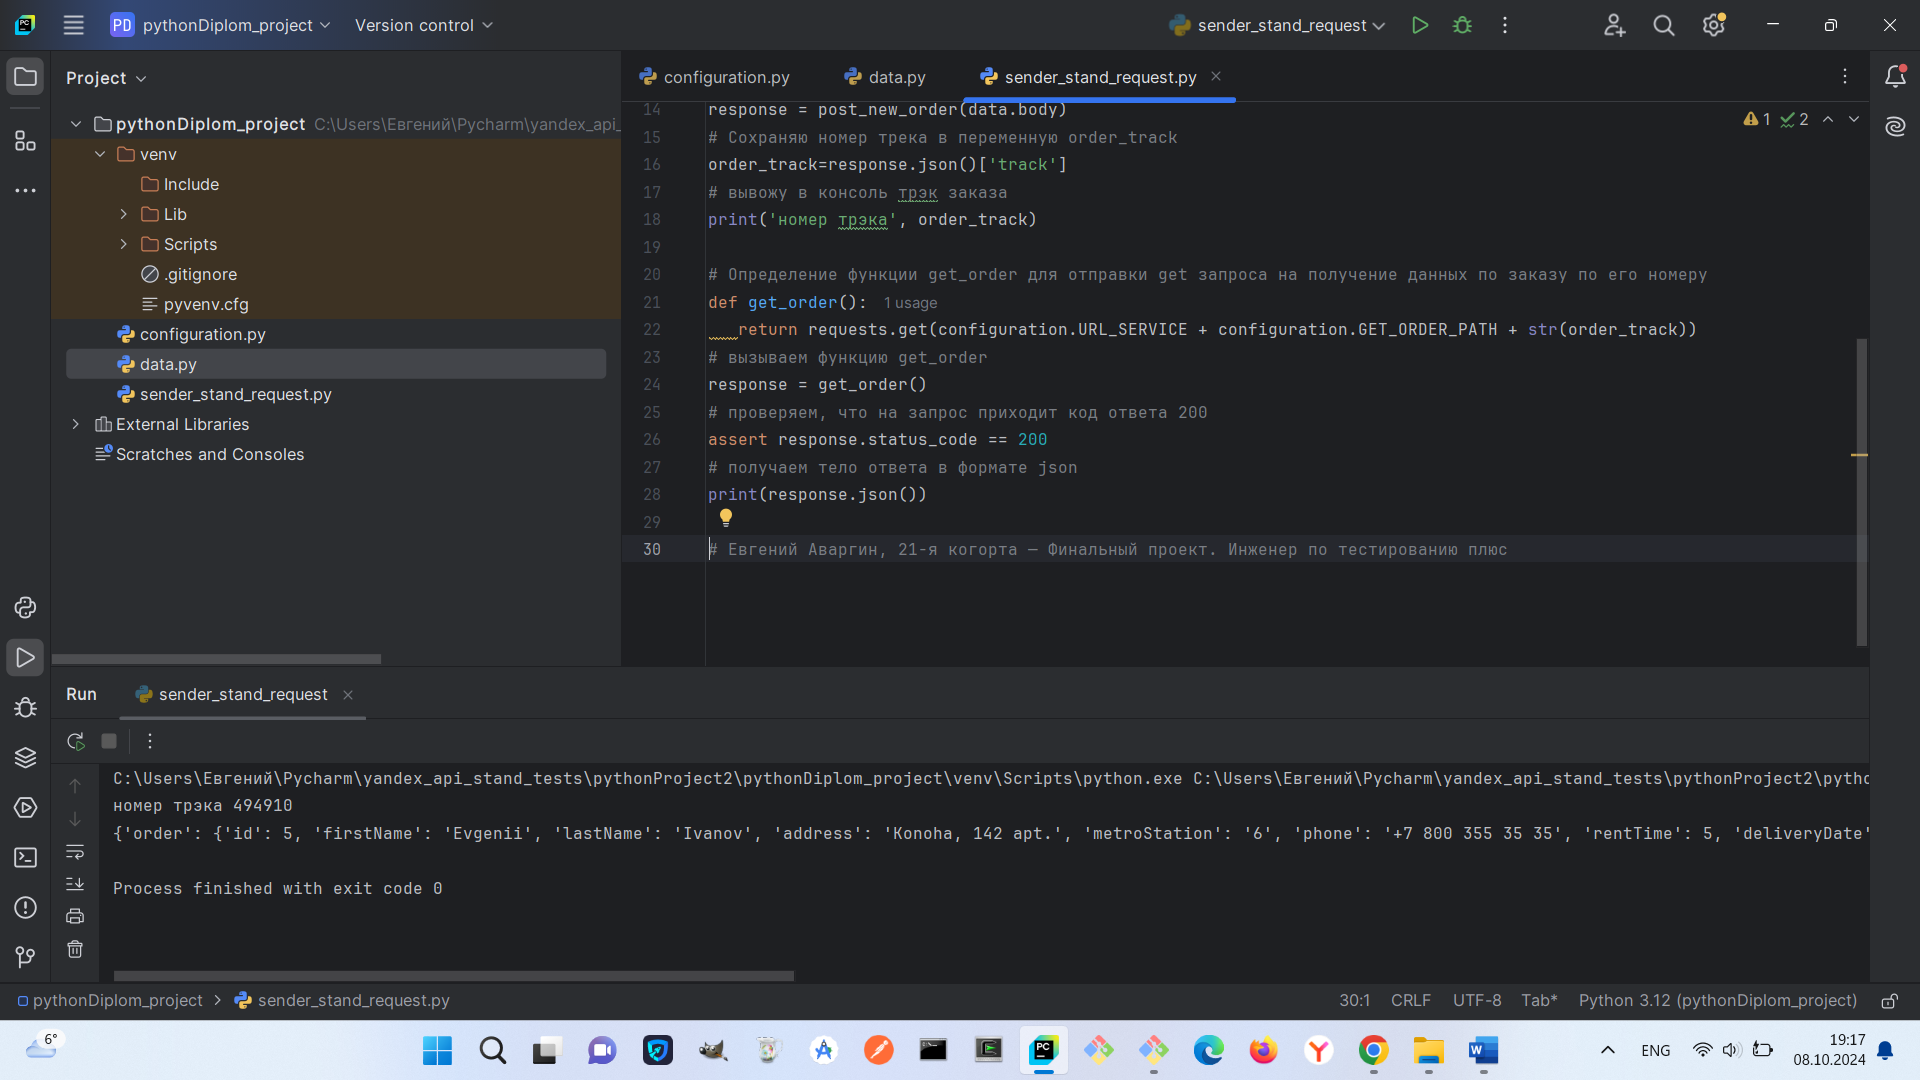 PD pythonDiplom_project Version control sender_stand_request
Project
configuration.py data.py sender_stand_request.py
pythonDiplom_project C:\Users\Евгений\Pycharm\yandex_api_
venv
Include
Lib
Scripts
.gitignore
pyvenv.cfg
configuration.py
data.py
sender_stand_request.py
External Libraries
Scratches and Consoles
1 2
14 response = post_new_order(data.body)
15 # Сохраняю номер трека в переменную order_track
16 order_track=response.json()['track']
17 # вывожу в консоль трэк заказа
18 print('номер трэка', order_track)
19
20 # Определение функции get_order для отправки get запроса на получение данных по заказу по его номеру
21 def get_order(): 1 usage
22 return requests.get(configuration.URL_SERVICE + configuration.GET_ORDER_PATH + str(order_track))
23 # вызываем функцию get_order
24 response = get_order()
25 # проверяем, что на запрос приходит код ответа 200
26 assert response.status_code == 200
27 # получаем тело ответа в формате json
28 print(response.json())
29
30 # Евгений Аваргин, 21-я когорта — Финальный проект. Инженер по тестированию плюс
Run sender_stand_request
C:\Users\Евгений\Pycharm\yandex_api_stand_tests\pythonProject2\pythonDiplom_project\venv\Scripts\python.exe C:\Users\Евгений\Pycharm\yandex_api_stand_tests\pythonProject2\pytho
номер трэка 494910
{'order': {'id': 5, 'firstName': 'Evgenii', 'lastName': 'Ivanov', 'address': 'Konoha, 142 apt.', 'metroStation': '6', 'phone': '+7 800 355 35 35', 'rentTime': 5, 'deliveryDate'
Process finished with exit code 0
pythonDiplom_project > sender_stand_request.py 30:1 CRLF UTF-8 Tab* Python 3.12 (pythonDiplom_project)
6° ENG 19:17
08.10.2024